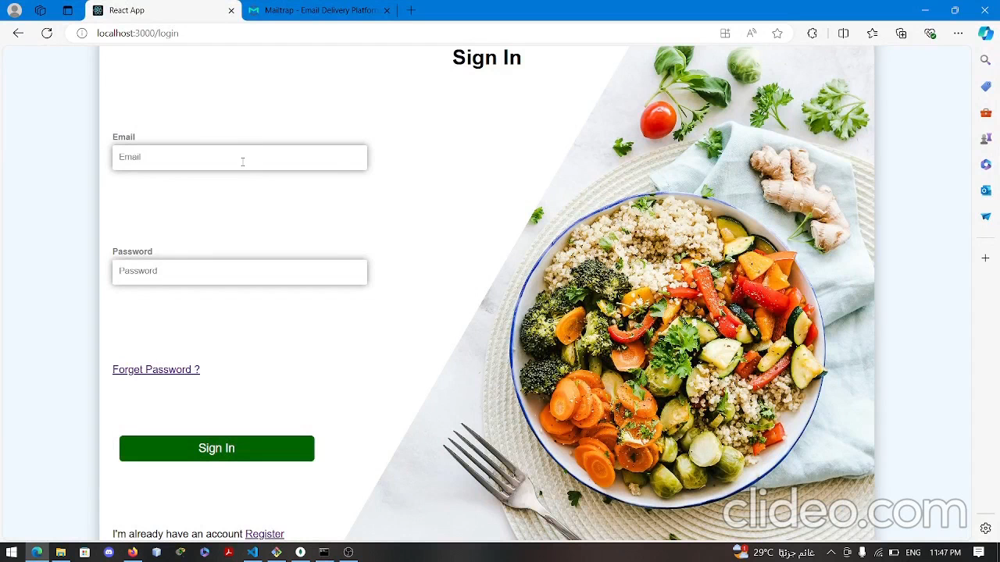 React App
Mailtrap - Email Delivery Platform
localhost:3000/login
Sign In
Email
Email
Password
Password
Forget Password ?
Sign In
I'm already have an account Register
clideo.com
29°C غائم جزئيًا ENG 11:47 PM